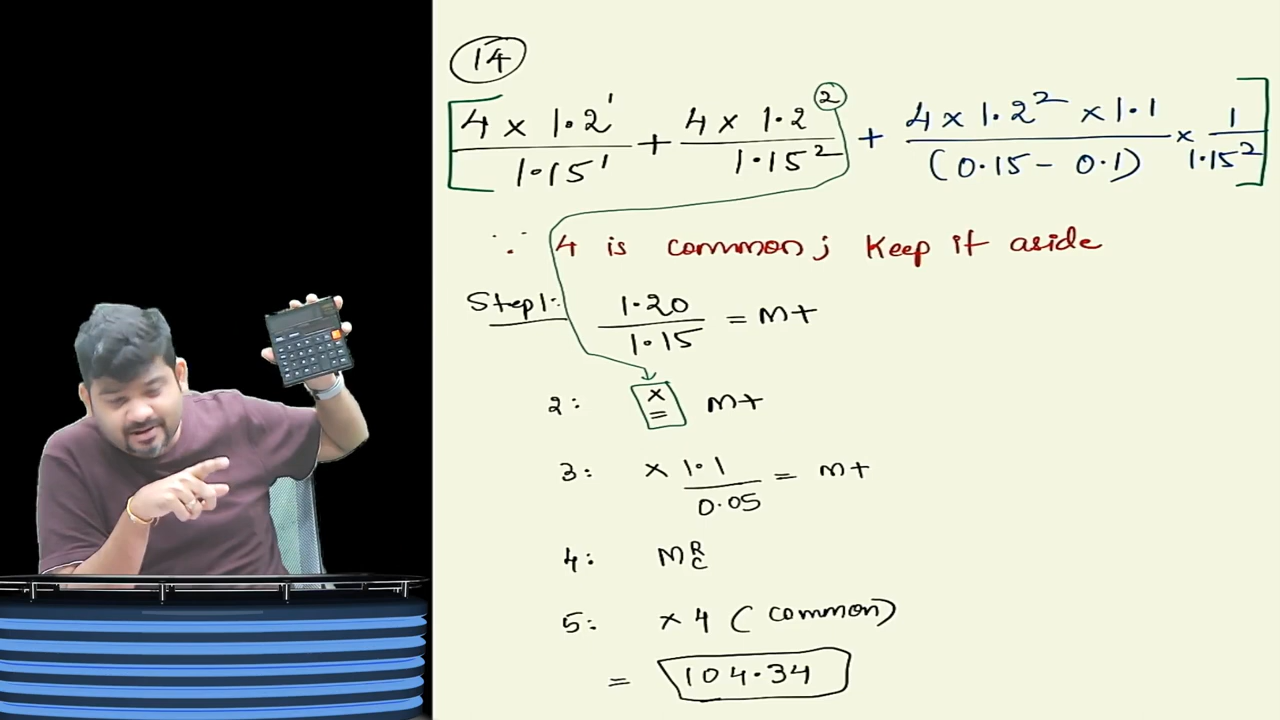 14
[4 × 1.2¹ / 1.15¹ + 4 × 1.2² / 1.15² + 4 × 1.2² × 1.1 / (0.15 - 0.1) × 1 / 1.15²]
∵ 4 is common; Keep it aside
Step1: 1.20 / 1.15 = m+
2: × = m+
3: × 1.1 / 0.05 = m+
4: MRC
5: × 4 (common)
= 104.34